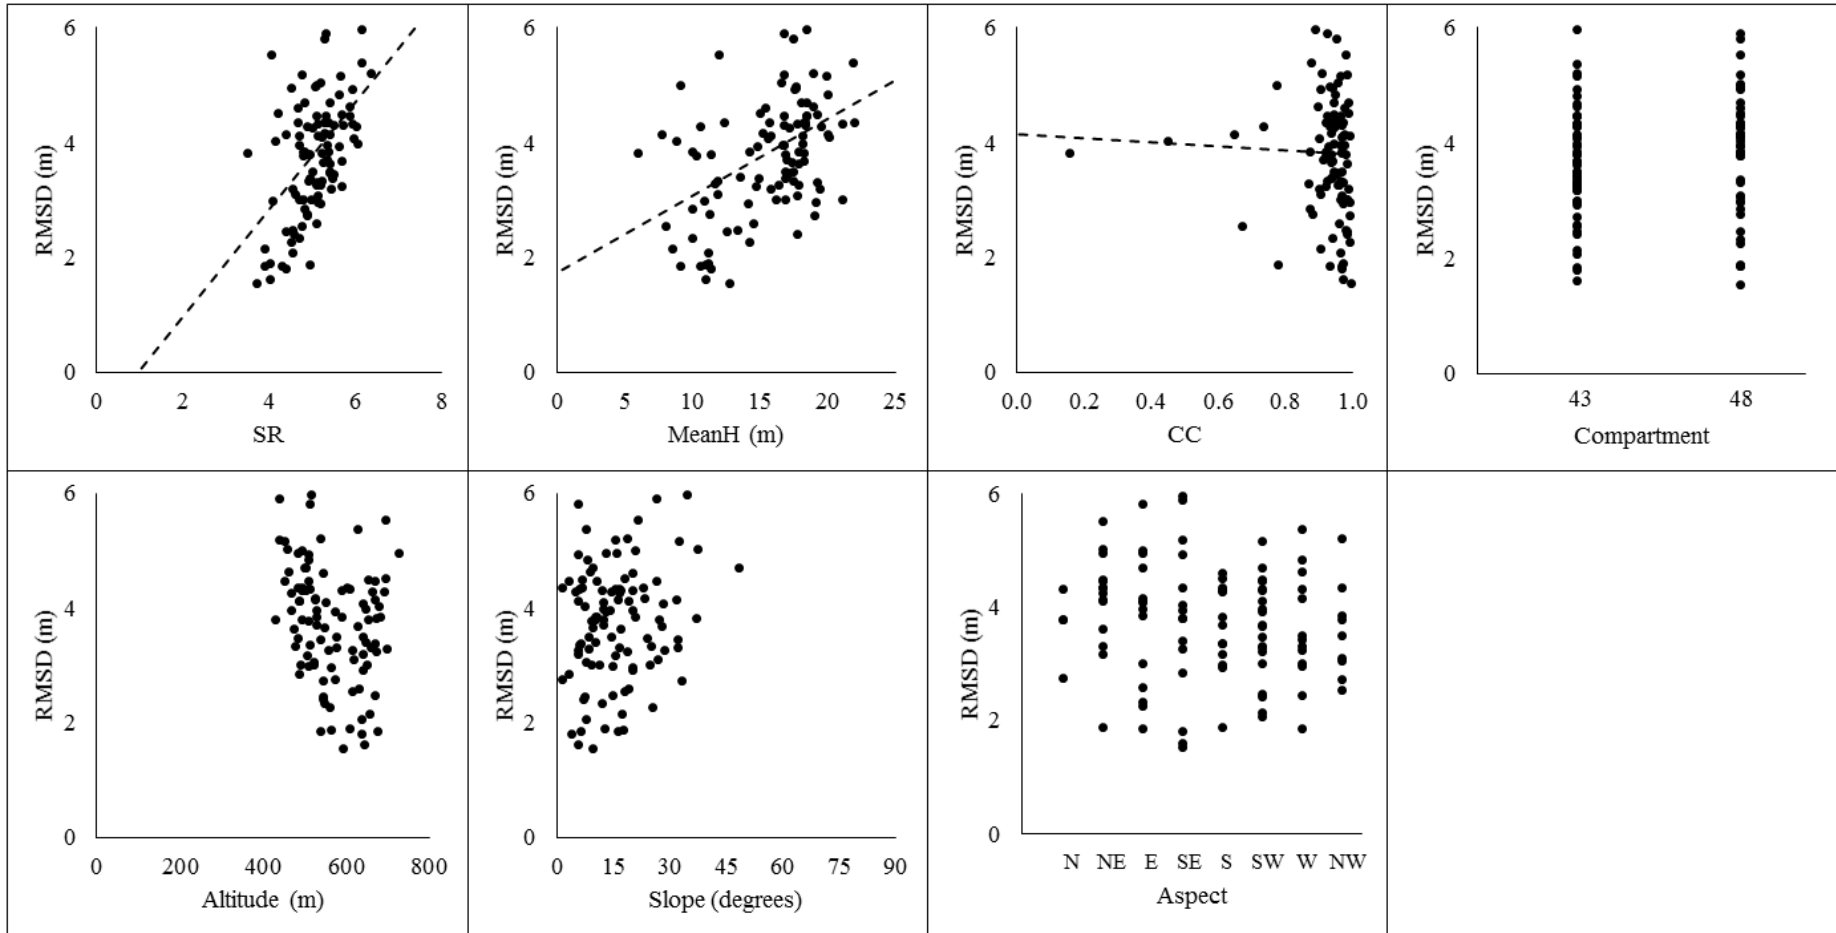 6
4
2
0
RMSD (m)
0 2 4 6 8
SR
6
4
2
0
RMSD (m)
0 5 10 15 20 25
MeanH (m)
6
4
2
0
RMSD (m)
0.0 0.2 0.4 0.6 0.8 1.0
CC
6
4
2
0
RMSD (m)
43 48
Compartment
6
4
2
0
RMSD (m)
0 200 400 600 800
Altitude (m)
6
4
2
0
RMSD (m)
0 15 30 45 60 75 90
Slope (degrees)
6
4
2
0
RMSD (m)
N NE E SE S SW W NW
Aspect